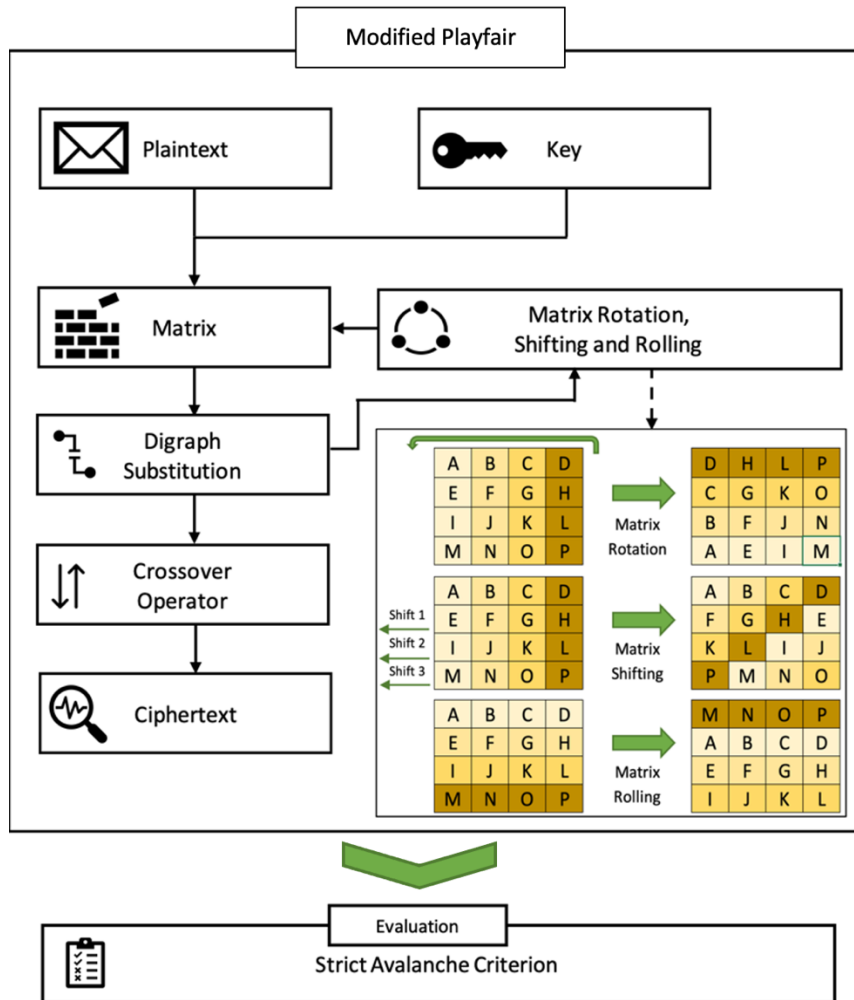 Modified Playfair
Plaintext
Key
Matrix
Matrix Rotation,
Shifting and Rolling
Digraph
Substitution
Crossover
Operator
Ciphertext
A B C D
E F G H
I J K L
M N O P
Matrix
Rotation
D H L P
C G K O
B F J N
A E I M
Shift 1
Shift 2
Shift 3
A B C D
E F G H
I J K L
M N O P
Matrix
Shifting
A B C D
F G H E
K L I J
P M N O
A B C D
E F G H
I J K L
M N O P
Matrix
Rolling
M N O P
A B C D
E F G H
I J K L
Evaluation
Strict Avalanche Criterion